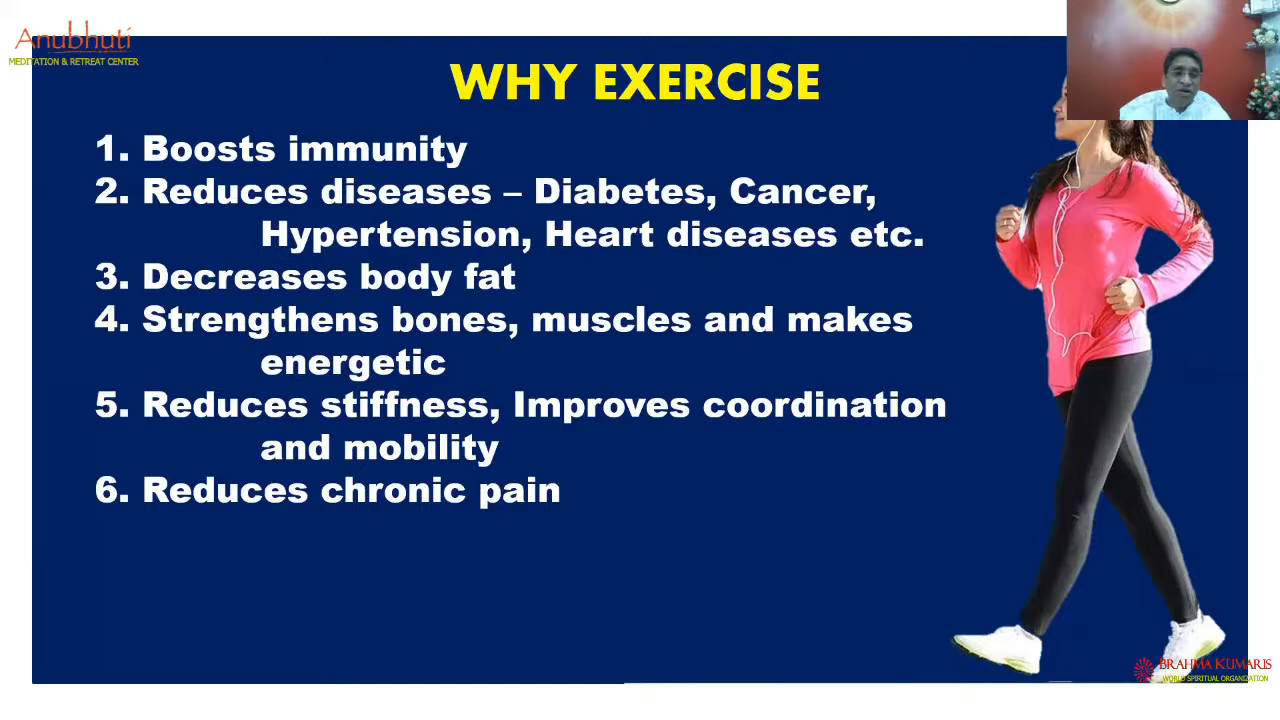 Anubhuti
MEDITATION & RETREAT CENTER
WHY EXERCISE
1. Boosts immunity
2. Reduces diseases – Diabetes, Cancer,
Hypertension, Heart diseases etc.
3. Decreases body fat
4. Strengthens bones, muscles and makes
energetic
5. Reduces stiffness, Improves coordination
and mobility
6. Reduces chronic pain
BRAHMA KUMARIS
WORLD SPIRITUAL ORGANIZATION